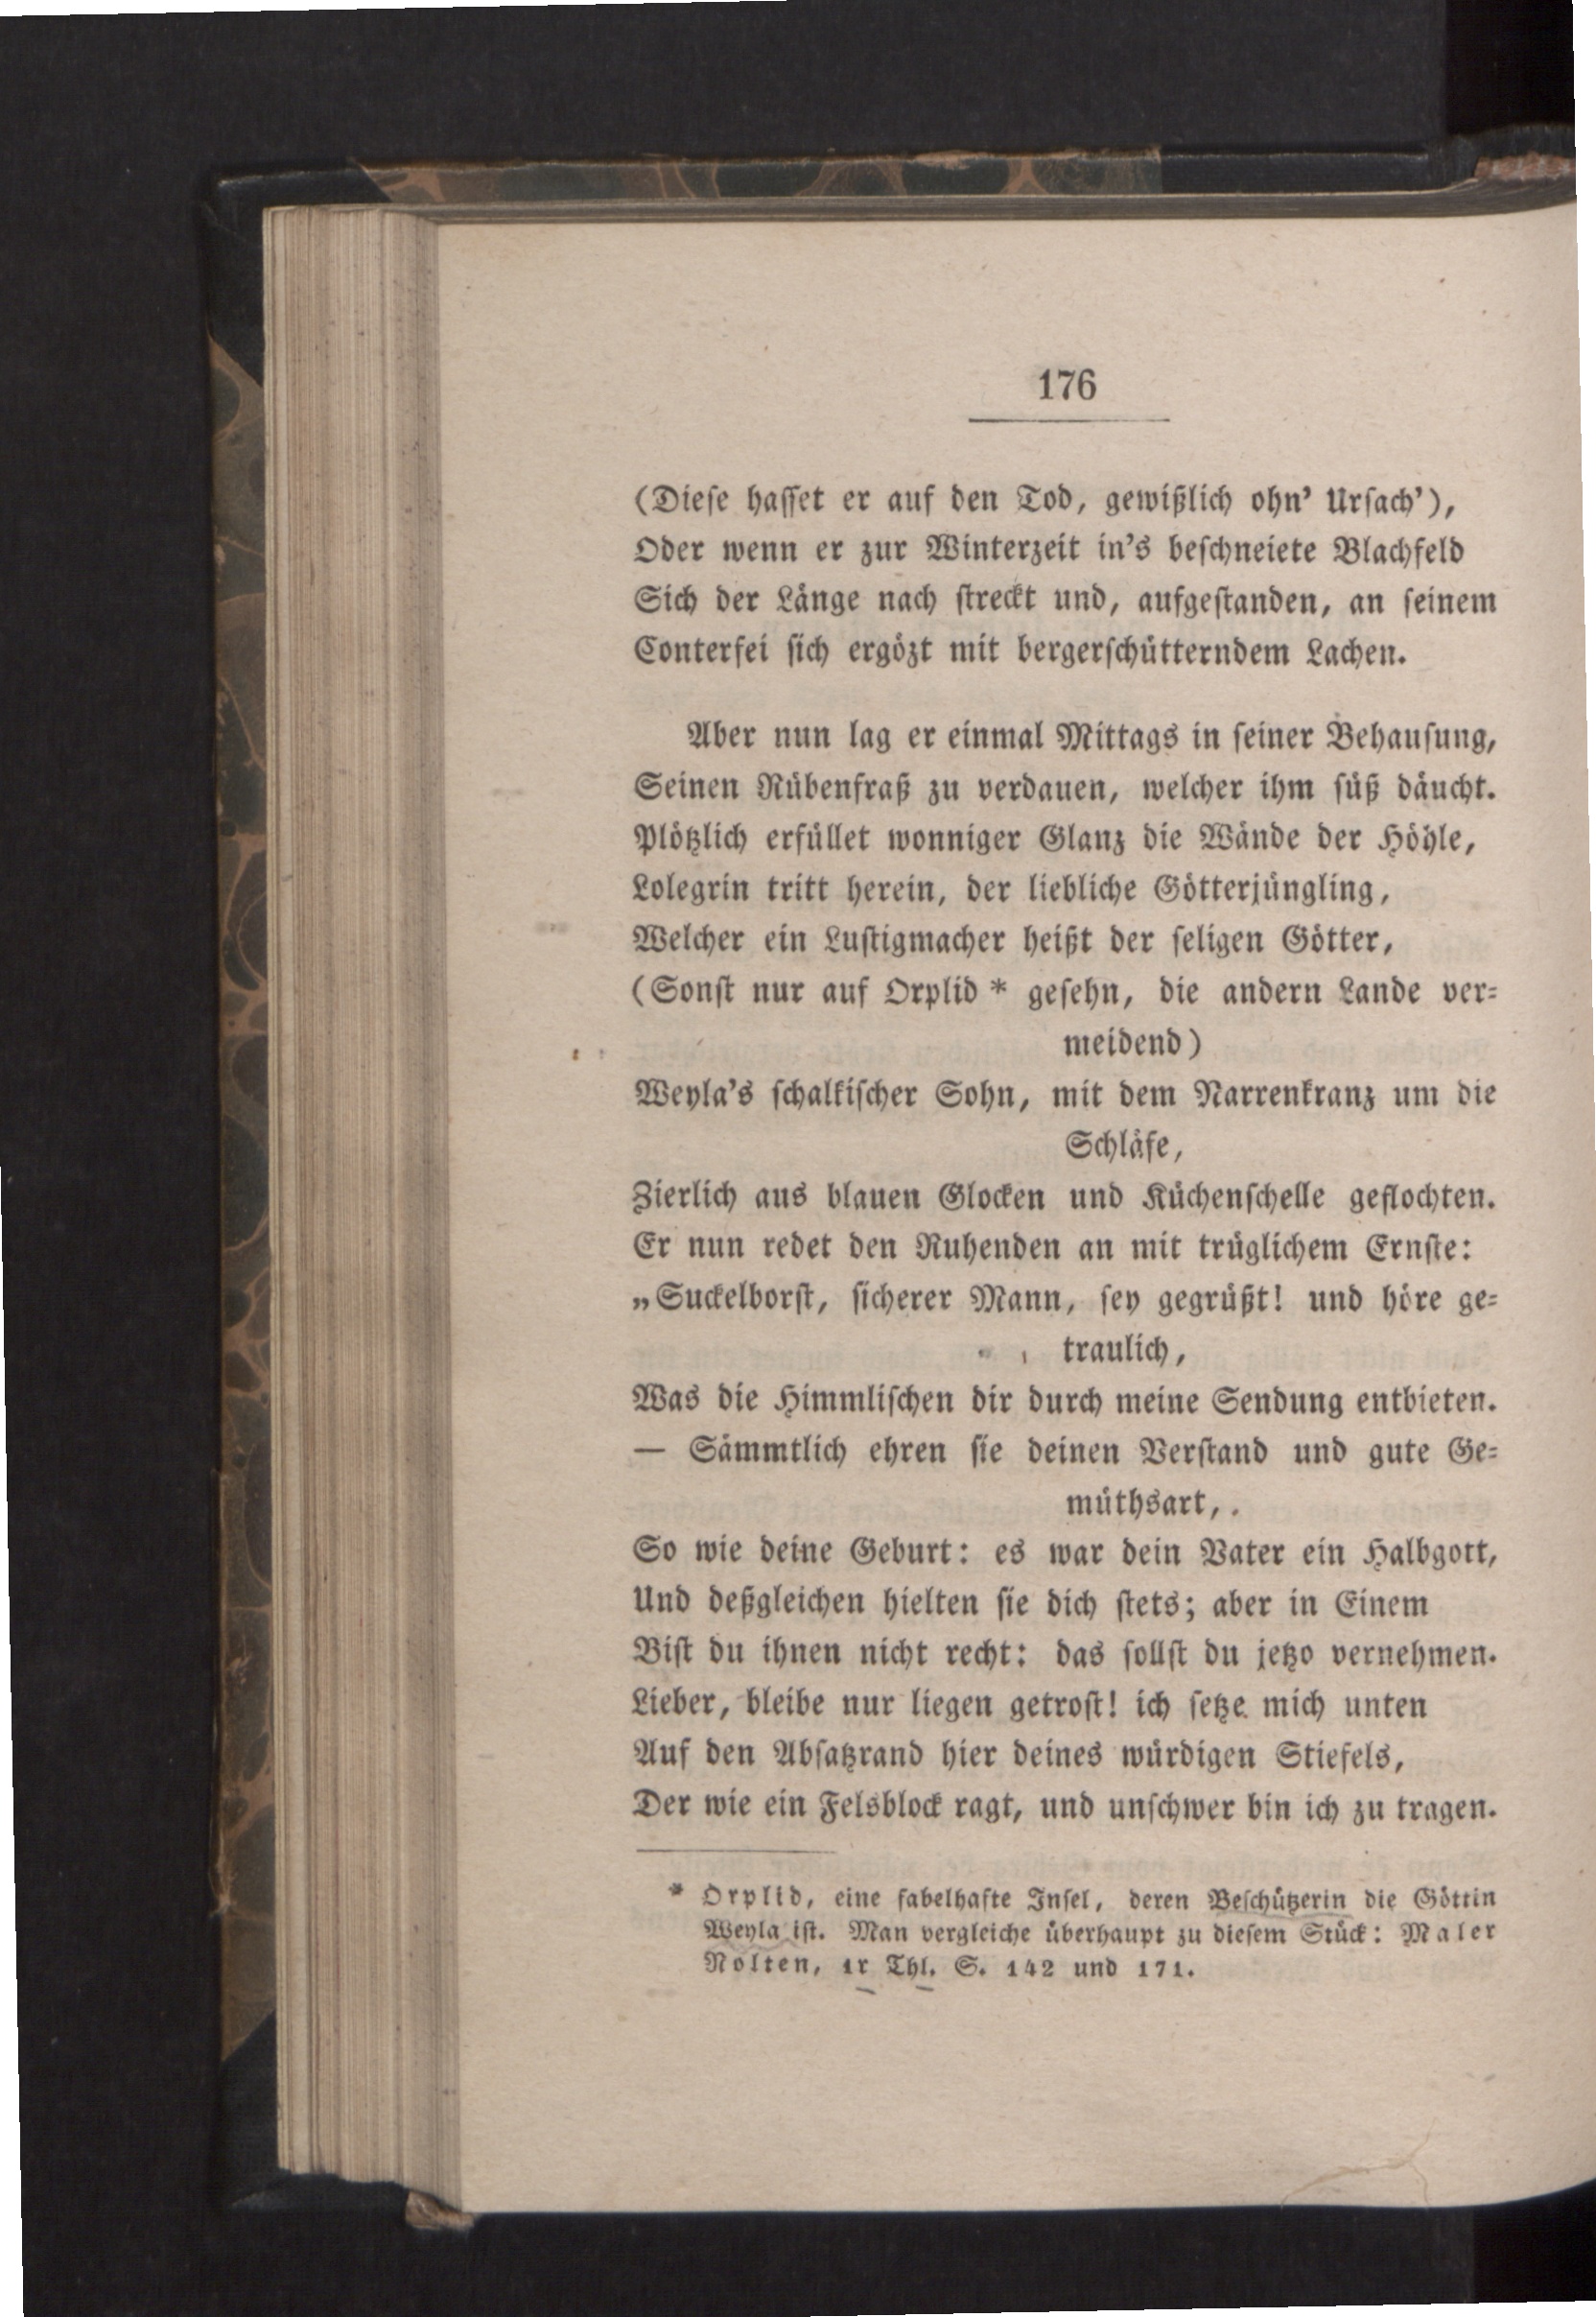 176
(Dieſe haſſet er auf den Tod, gewißlich ohn' Urſach'),
Oder wenn er zur Winterzeit in's beſchneiete Blachfeld
Sich der Länge nach ſtreckt und, aufgeſtanden, an ſeinem
Conterfei ſich ergözt mit bergerſchütterndem Lachen.
Aber nun lag er einmal Mittags in ſeiner Behauſung,
Seinen Rübenfraß zu verdauen, welcher ihm ſüß däucht.
Plötzlich erfüllet wonniger Glanz die Wände der Höhle,
Lolegrin tritt herein, der liebliche Götterjüngling,
Welcher ein Luſtigmacher heißt der ſeligen Götter,
(Sonſt nur auf Orplid * geſehn, die andern Lande ver-
meidend)
Weyla's ſchalkiſcher Sohn, mit dem Narrenkranz um die
Schläfe,
Zierlich aus blauen Glocken und Küchenſchelle geflochten.
Er nun redet den Ruhenden an mit trüglichem Ernſte:
„Suckelborſt, ſicherer Mann, ſey gegrüßt! und höre ge-
traulich,
Was die Himmliſchen dir durch meine Sendung entbieten.
— Sämmtlich ehren ſie deinen Verſtand und gute Ge-
müthsart,
So wie deine Geburt: es war dein Vater ein Halbgott,
Und deßgleichen hielten ſie dich ſtets; aber in Einem
Biſt du ihnen nicht recht: das ſollſt du jetzo vernehmen.
Lieber, bleibe nur liegen getroſt! ich ſetze mich unten
Auf den Abſatzrand hier deines würdigen Stiefels,
Der wie ein Felsblock ragt, und unſchwer bin ich zu tragen.
* Orplid, eine fabelhafte Inſel, deren Beſchützerin die Göttin
Weyla iſt. Man vergleiche überhaupt zu dieſem Stück: Maler
Nolten, 1r Thl. S. 142 und 171.